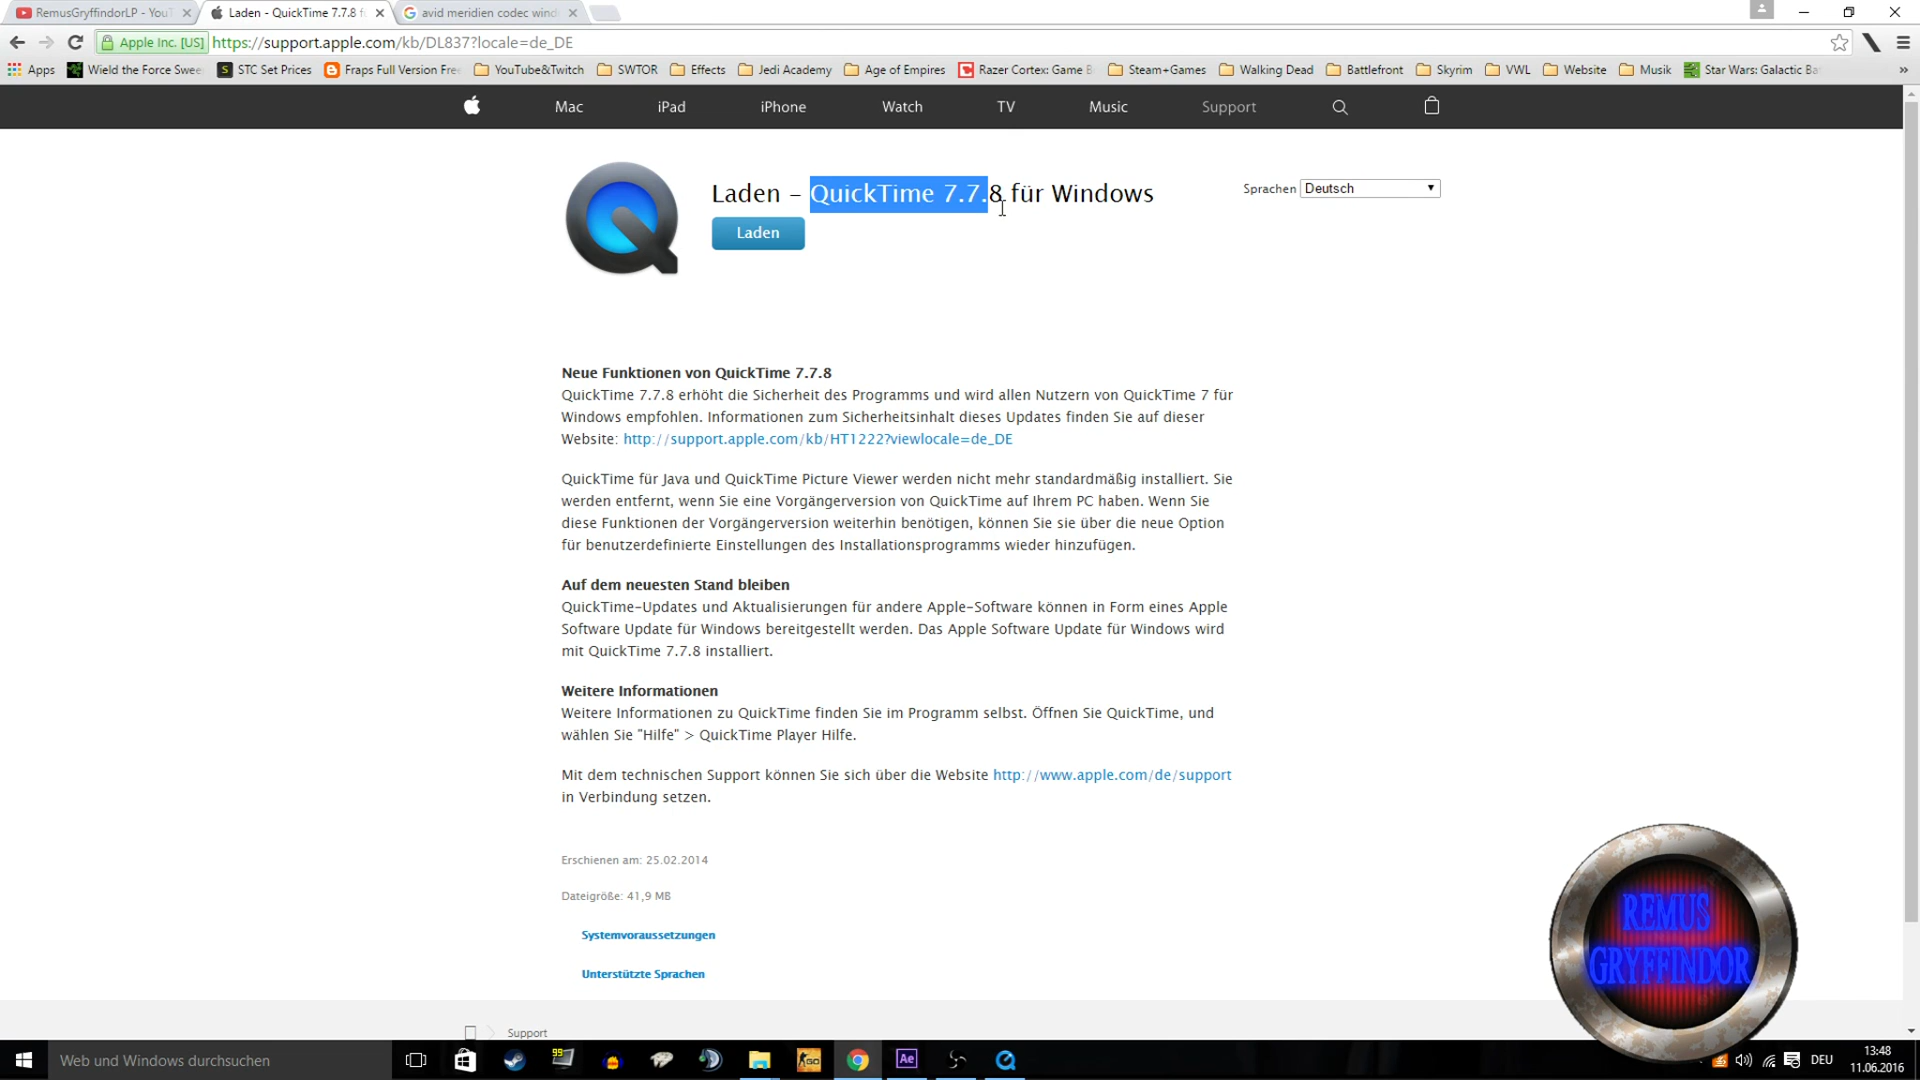 RemusGryffindorLP - YouT
Laden - QuickTime 7.7.8 f
avid meridien codec wind
Apple Inc. [US]
https://support.apple.com/kb/DL837?locale=de_DE
Apps
Wield the Force Swee
STC Set Prices
Fraps Full Version Fre
YouTube&Twitch
SWTOR
Effects
Jedi Academy
Age of Empires
Razer Cortex: Game B
Steam+Games
Walking Dead
Battlefront
Skyrim
VWL
Website
Musik
Star Wars: Galactic Ba
»
Mac
iPad
iPhone
Watch
TV
Music
Support
Laden – QuickTime 7.7.8 für Windows
Sprachen
Deutsch
Laden
Neue Funktionen von QuickTime 7.7.8
QuickTime 7.7.8 erhöht die Sicherheit des Programms und wird allen Nutzern von QuickTime 7 für
Windows empfohlen. Informationen zum Sicherheitsinhalt dieses Updates finden Sie auf dieser
Website: http://support.apple.com/kb/HT1222?viewlocale=de_DE
QuickTime für Java und QuickTime Picture Viewer werden nicht mehr standardmäßig installiert. Sie
werden entfernt, wenn Sie eine Vorgängerversion von QuickTime auf Ihrem PC haben. Wenn Sie
diese Funktionen der Vorgängerversion weiterhin benötigen, können Sie sie über die neue Option
für benutzerdefinierte Einstellungen des Installationsprogramms wieder hinzufügen.
Auf dem neuesten Stand bleiben
QuickTime-Updates und Aktualisierungen für andere Apple-Software können in Form eines Apple
Software Update für Windows bereitgestellt werden. Das Apple Software Update für Windows wird
mit QuickTime 7.7.8 installiert.
Weitere Informationen
Weitere Informationen zu QuickTime finden Sie im Programm selbst. Öffnen Sie QuickTime, und
wählen Sie "Hilfe" > QuickTime Player Hilfe.
Mit dem technischen Support können Sie sich über die Website http://www.apple.com/de/support
in Verbindung setzen.
Erschienen am: 25.02.2014
Dateigröße: 41,9 MB
Systemvoraussetzungen
Unterstützte Sprachen
REMUS
GRYFFINDOR
Support
Web und Windows durchsuchen
99
GO
Ae
DEU
13:48
11.06.2016